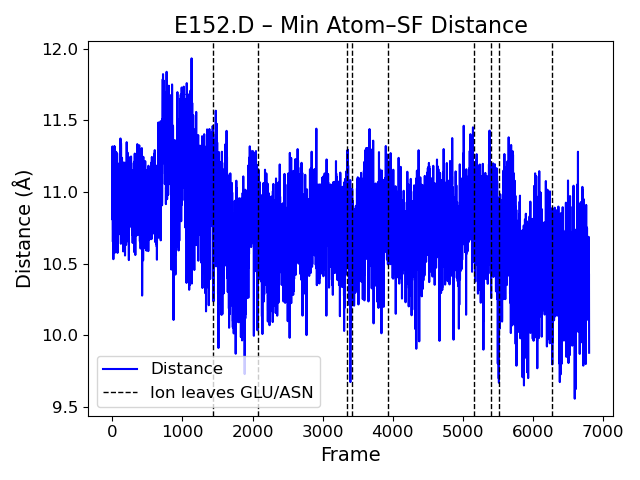 E152.D – Min Atom–SF Distance
12.0
11.5
11.0
10.5
10.0
9.5
Distance (Å)
Distance
Ion leaves GLU/ASN
0 1000 2000 3000 4000 5000 6000 7000
Frame